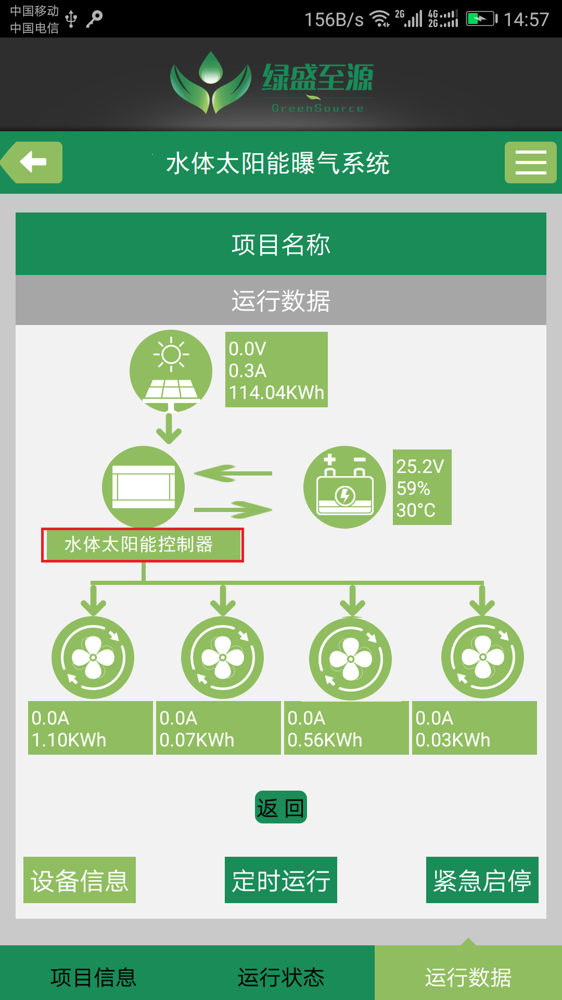 中国移动
中国电信
156B/s
2G
4G
2G
14:57
绿盛至源
GreenSource
水体太阳能曝气系统
项目名称
运行数据
0.0V
0.3A
114.04KWh
25.2V
59%
30°C
水体太阳能控制器
0.0A
1.10KWh
0.0A
0.07KWh
0.0A
0.56KWh
0.0A
0.03KWh
返 回
设备信息
定时运行
紧急启停
项目信息
运行状态
运行数据